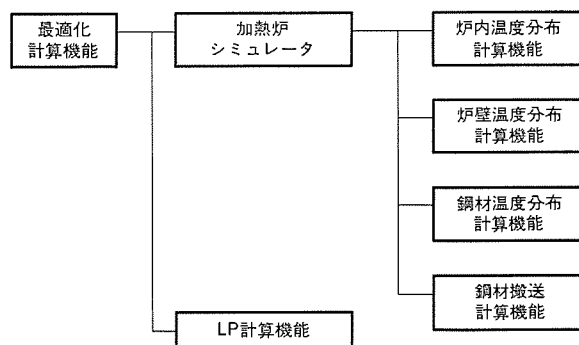 最適化
計算機能
加熱炉
シミュレータ
炉内温度分布
計算機能
炉壁温度分布
計算機能
鋼材温度分布
計算機能
鋼材搬送
計算機能
LP計算機能